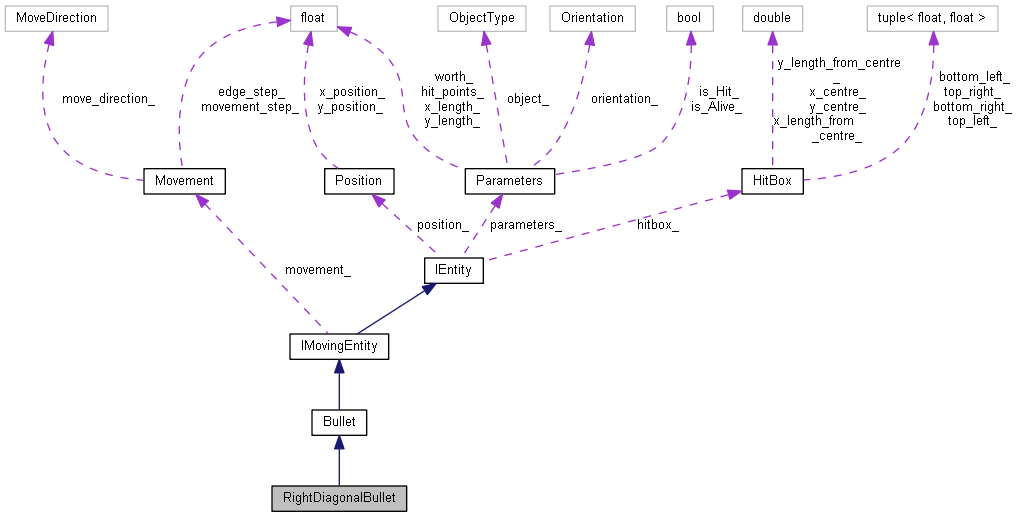 MoveDirection
float
ObjectType
Orientation
bool
double
tuple< float, float >
move_direction_
edge_step_
movement_step_
x_position_
y_position_
worth_
hit_points_
x_length_
y_length_
object_
orientation_
is_Hit_
is_Alive_
y_length_from_centre
_
x_centre_
y_centre_
x_length_from
_centre_
bottom_left_
top_right_
bottom_right_
top_left_
Movement
Position
Parameters
HitBox
position_
parameters_
hitbox_
movement_
IEntity
IMovingEntity
Bullet
RightDiagonalBullet